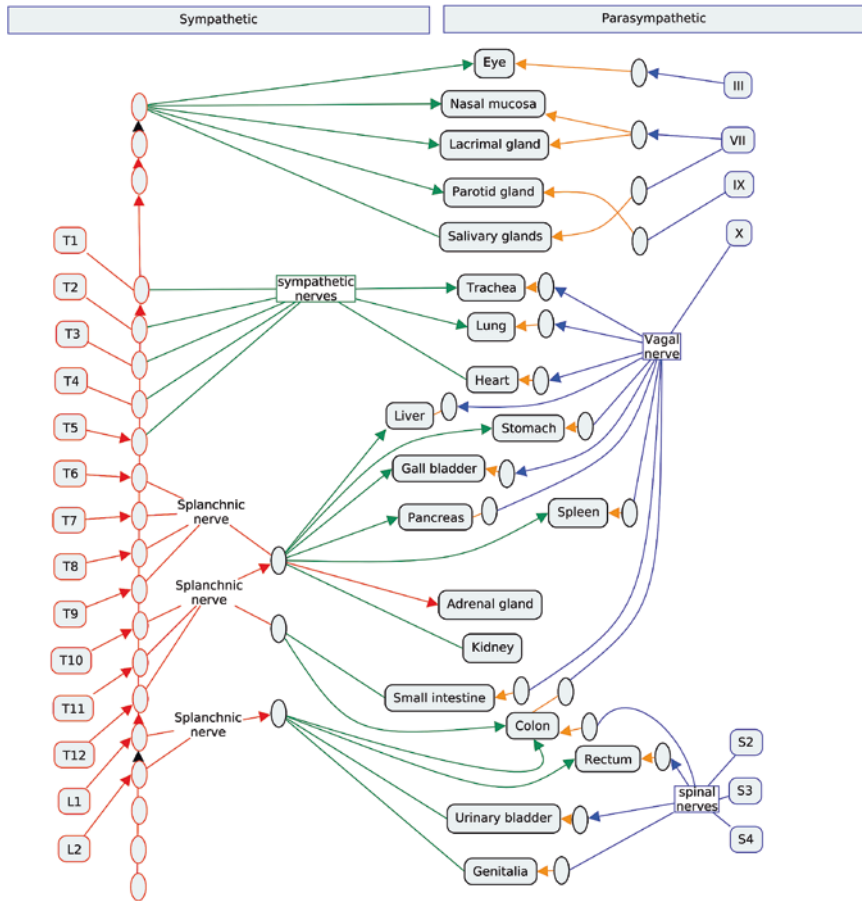 Sympathetic
Parasympathetic
Eye
III
Nasal mucosa
Lacrimal gland
VII
Parotid gland
IX
Salivary glands
X
T1
T2
T3
T4
T5
T6
T7
T8
T9
T10
T11
T12
L1
L2
sympathetic
nerves
Trachea
Lung
Vagal
nerve
Heart
Liver
Stomach
Gall bladder
Splanchnic
nerve
Pancreas
Spleen
Splanchnic
nerve
Adrenal gland
Kidney
Small intestine
Splanchnic
nerve
Colon
Rectum
S2
spinal
nerves
S3
Urinary bladder
S4
Genitalia